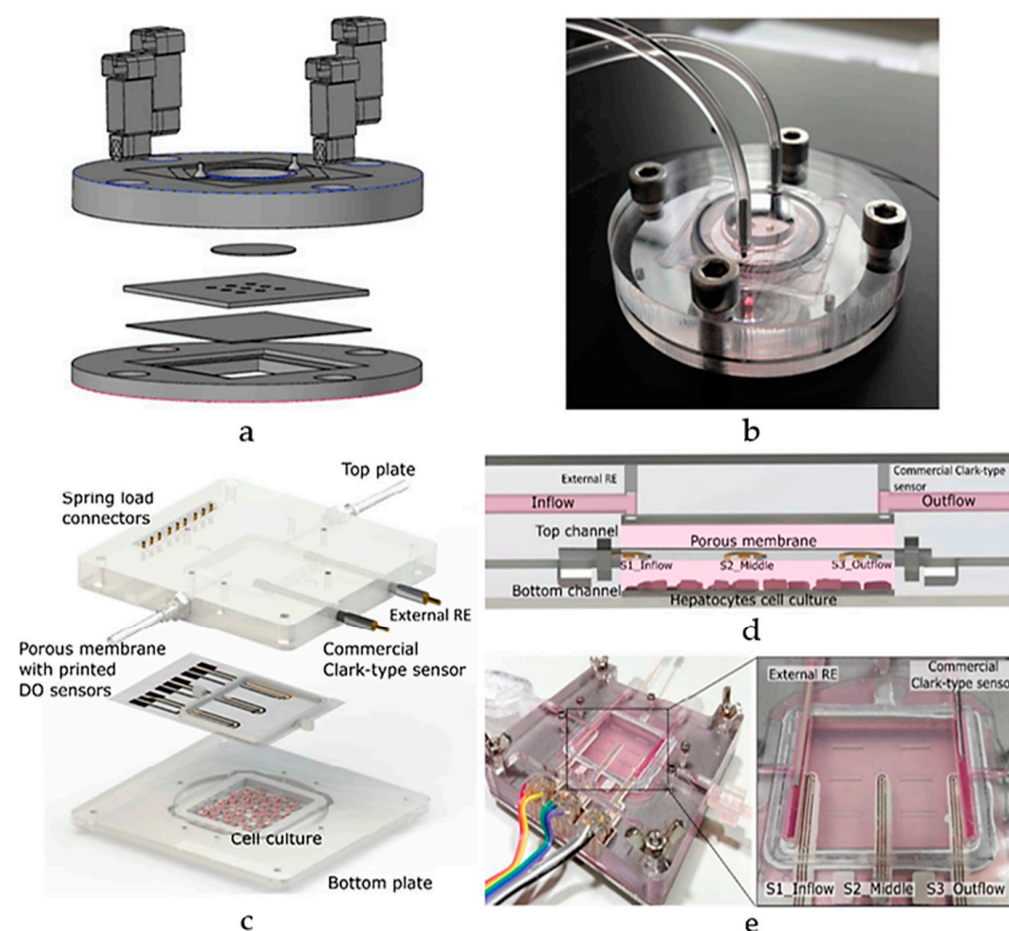 a
b
Top plate
Spring load
connectors
External RE
Porous membrane
with printed
DO sensors
Commercial
Clark-type sensor
Cell culture
Bottom plate
c
External RE
Commercial Clark-type
sensor
Inflow
Outflow
Top channel
Porous membrane
S1_Inflow
S2_Middle
S3_Outflow
Bottom channel
Hepatocytes cell culture
d
External RE
Commercial
Clark-type sensor
S1_Inflow
S2_Middle
S3_Outflow
e